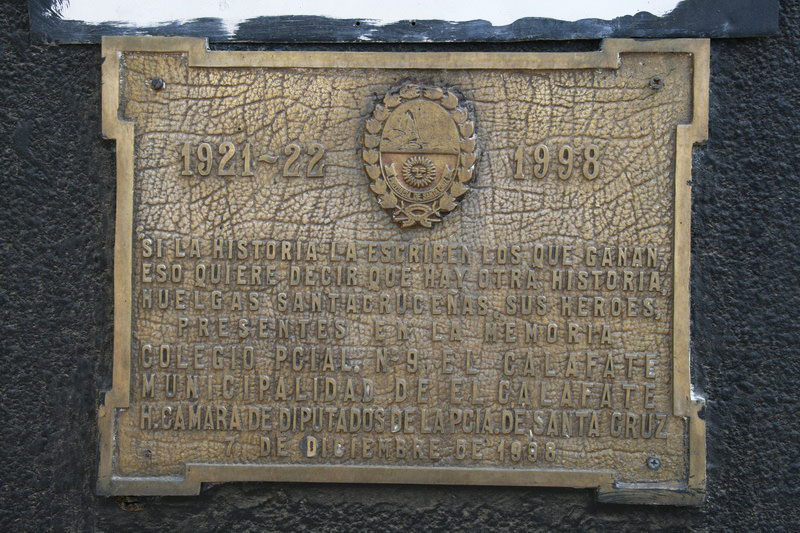 1921-22 1998
SI LA HISTORIA LA ESCRIBEN LOS QUE GANAN,
ESO QUIERE DECIR QUE HAY OTRA HISTORIA
HUELGAS SANTACRUCEÑAS SUS HEROES,
PRESENTES EN LA MEMORIA
COLEGIO PCIAL. Nº 9 EL CALAFATE
MUNICIPALIDAD DE EL CALAFATE
H. CAMARA DE DIPUTADOS DE LA PCIA. DE SANTA CRUZ
7 DE DICIEMBRE DE 1998